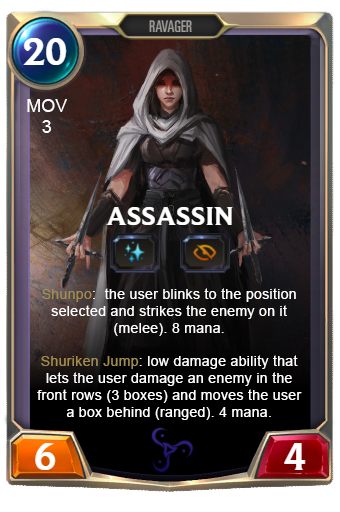 RAVAGER
20
MOV
3
ASSASSIN
Shunpo: the user blinks to the position
selected and strikes the enemy on it
(melee). 8 mana.
Shuriken Jump: low damage ability that
lets the user damage an enemy in the
front rows (3 boxes) and moves the user
a box behind (ranged). 4 mana.
6
4